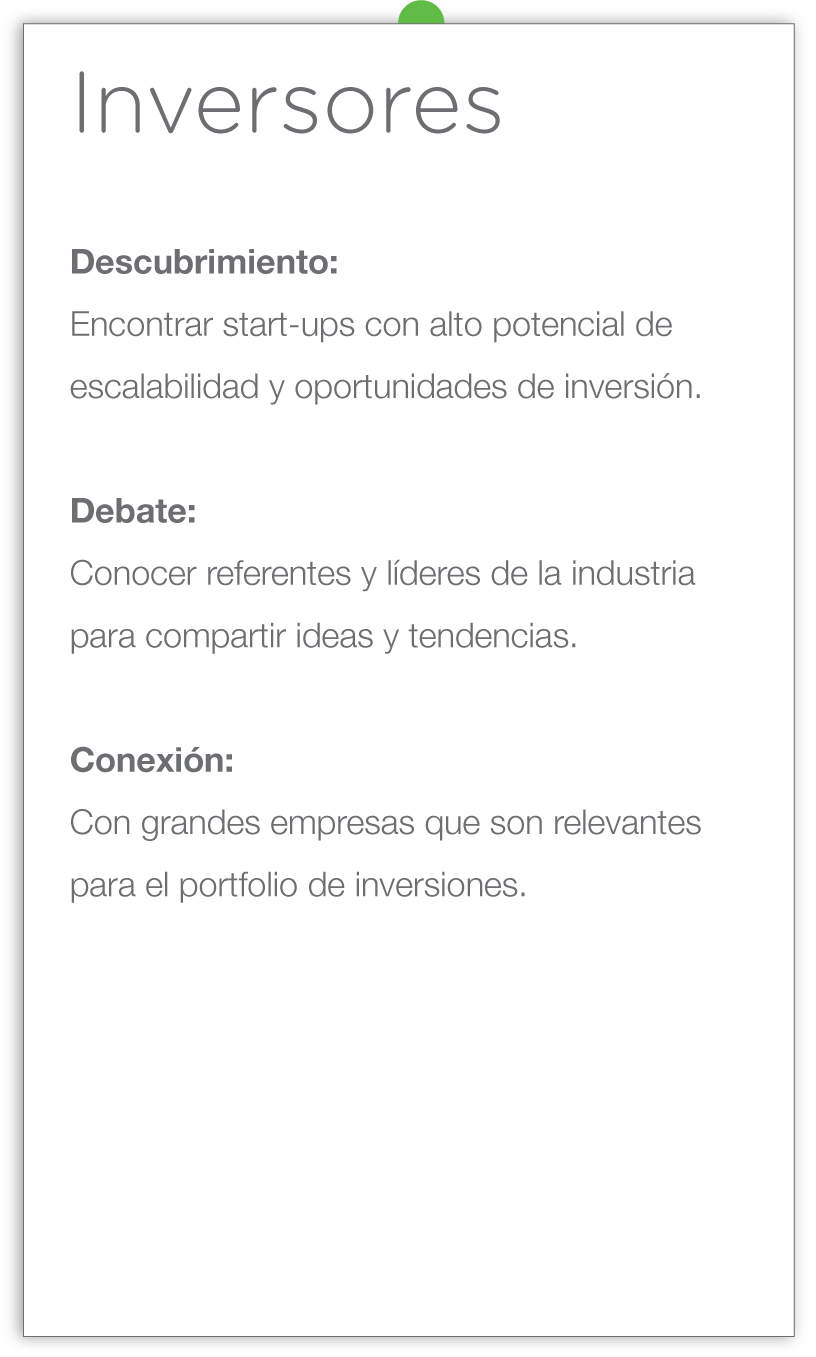 Inversores
Descubrimiento:
Encontrar start-ups con alto potencial de
escalabilidad y oportunidades de inversión.
Debate:
Conocer referentes y líderes de la industria
para compartir ideas y tendencias.
Conexión:
Con grandes empresas que son relevantes
para el portfolio de inversiones.